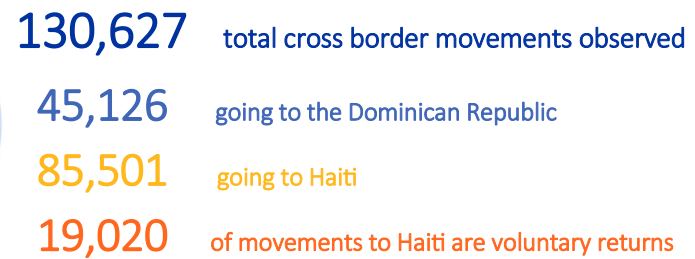 130,627 total cross border movements observed
45,126 going to the Dominican Republic
85,501 going to Haiti
19,020 of movements to Haiti are voluntary returns